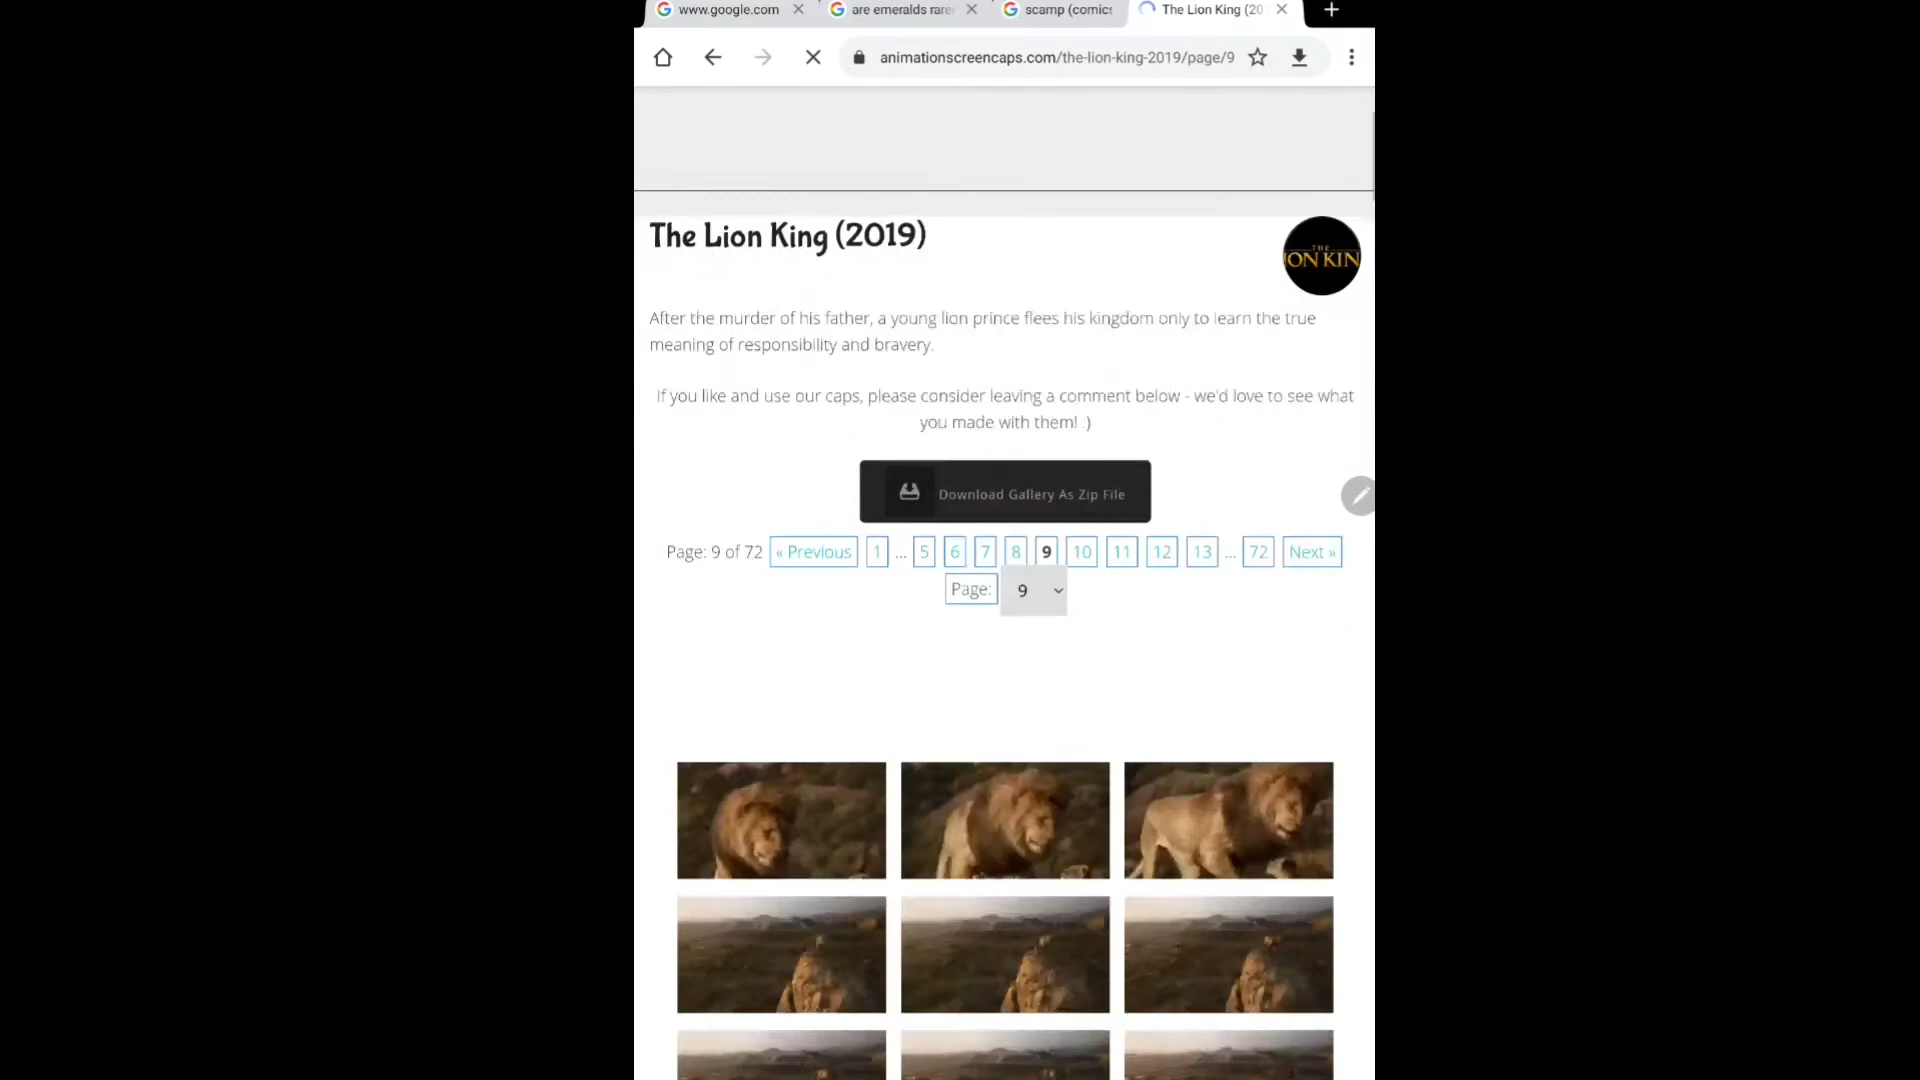 www.google.com
are emeralds rarer
scamp (comics
The Lion King (20
animationscreencaps.com/the-lion-king-2019/page/9
The Lion King (2019)
THE
ION KIN
After the murder of his father, a young lion prince flees his kingdom only to learn the true
meaning of responsibility and bravery.
If you like and use our caps, please consider leaving a comment below - we'd love to see what
you made with them! :)
Download Gallery As Zip File
Page: 9 of 72 « Previous 1 ... 5 6 7 8 9 10 11 12 13 ... 72 Next »
Page: 9